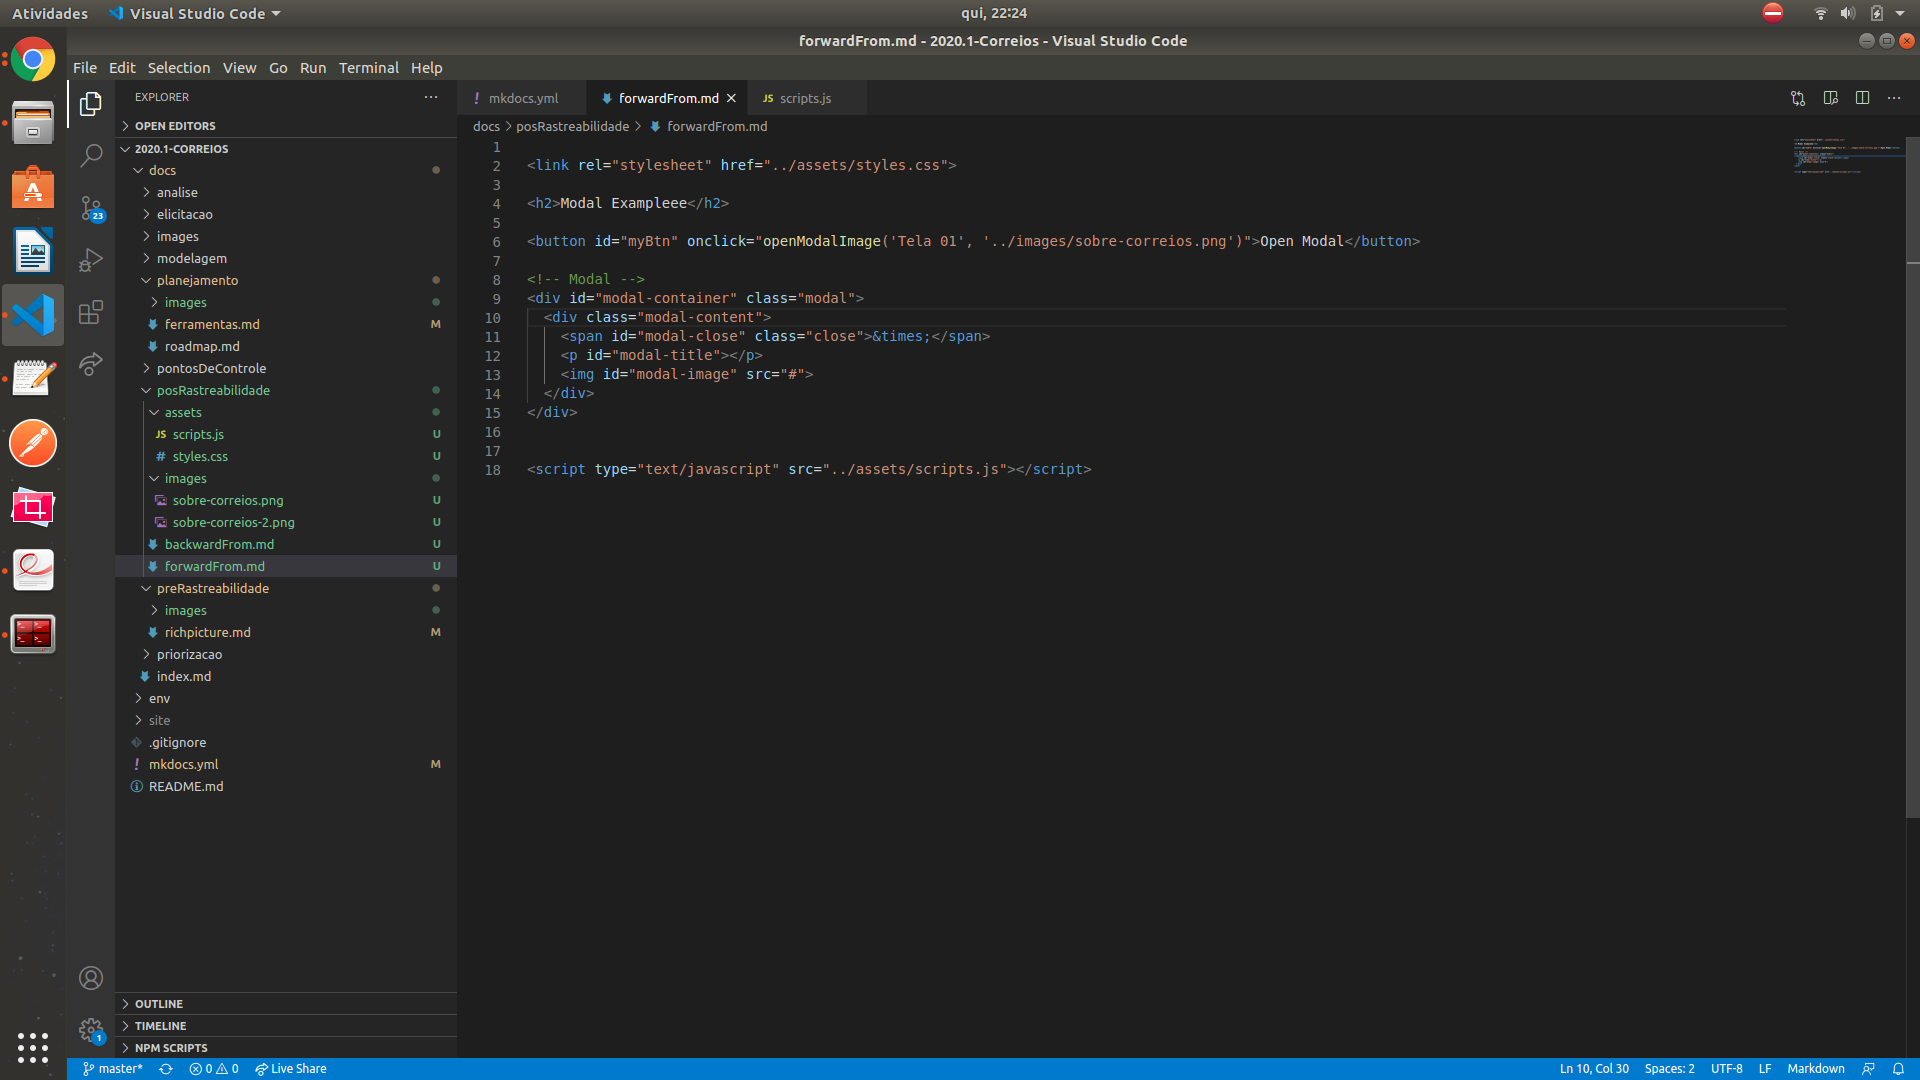 Atividades
Visual Studio Code
qui, 22:24
forwardFrom.md - 2020.1-Correios - Visual Studio Code
File Edit Selection View Go Run Terminal Help
EXPLORER
OPEN EDITORS
2020.1-CORREIOS
docs
analise
elicitacao
images
modelagem
planejamento
images
ferramentas.md M
roadmap.md
pontosDeControle
posRastreabilidade
assets
JS scripts.js U
# styles.css U
images
sobre-correios.png U
sobre-correios-2.png U
backwardFrom.md U
forwardFrom.md U
preRastreabilidade
images
richpicture.md M
priorizacao
index.md
env
site
.gitignore
! mkdocs.yml M
README.md
OUTLINE
TIMELINE
NPM SCRIPTS
23
1
! mkdocs.yml
forwardFrom.md
JS scripts.js
docs > posRastreabilidade > forwardFrom.md
1
2 <link rel="stylesheet" href="../assets/styles.css">
3
4 <h2>Modal Exampleee</h2>
5
6 <button id="myBtn" onclick="openModalImage('Tela 01', '../images/sobre-correios.png')">Open Modal</button>
7
8 <!-- Modal -->
9 <div id="modal-container" class="modal">
10 <div class="modal-content">
11 <span id="modal-close" class="close">&times;</span>
12 <p id="modal-title"></p>
13 <img id="modal-image" src="#">
14 </div>
15 </div>
16
17
18 <script type="text/javascript" src="../assets/scripts.js"></script>
master* 0 0 Live Share
Ln 10, Col 30 Spaces: 2 UTF-8 LF Markdown